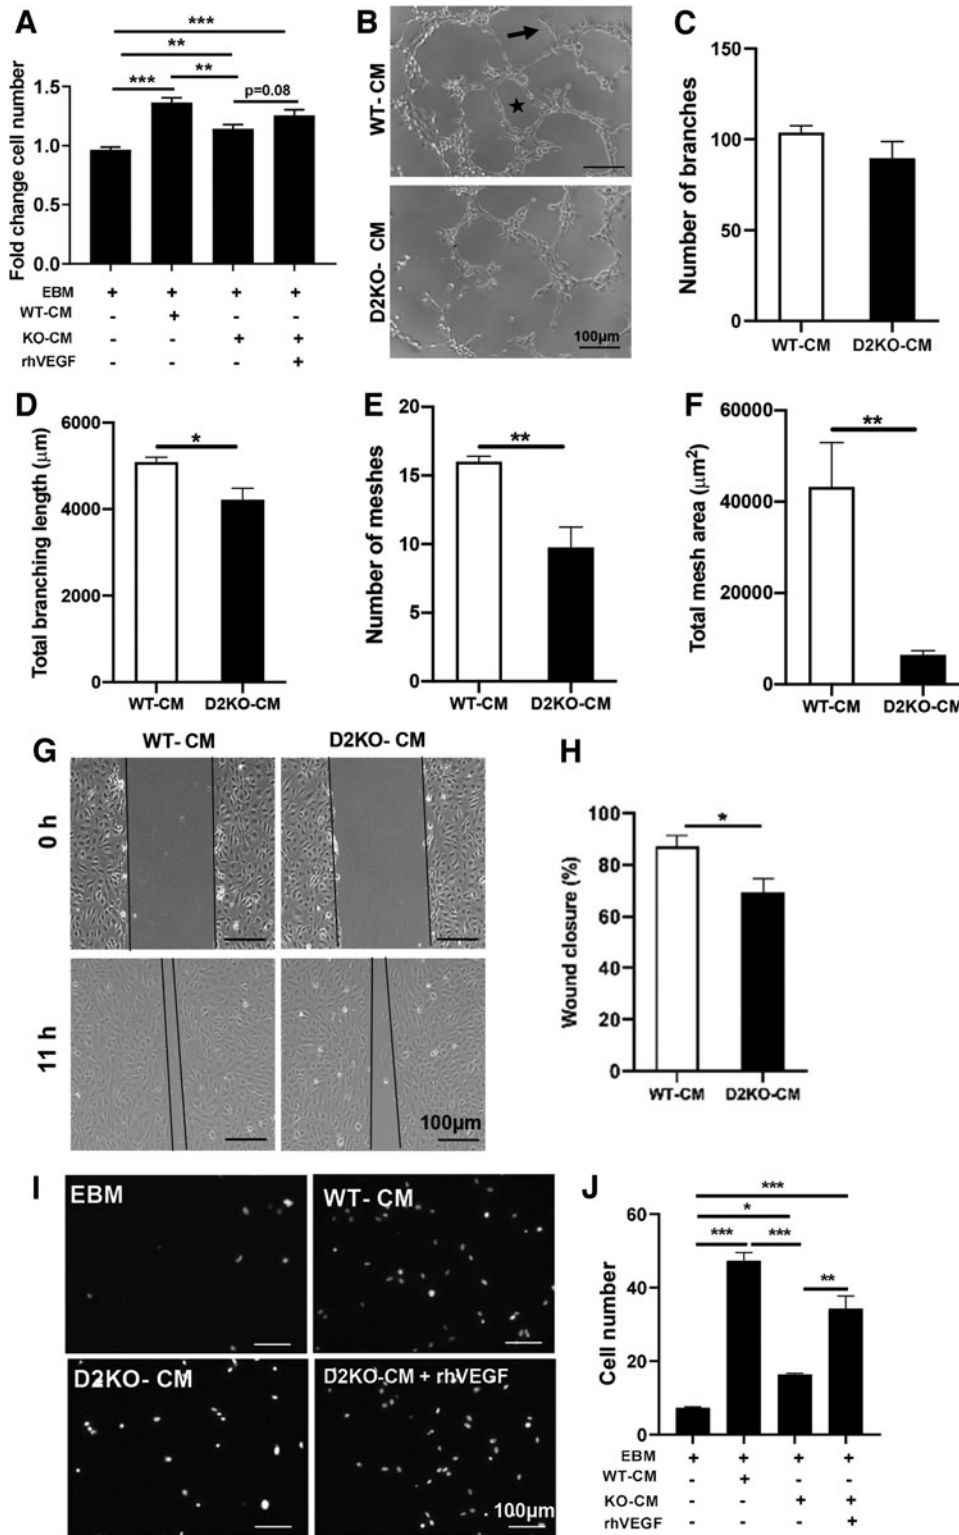 A
***
**
*** **
p=0.08
Fold change cell number
1.5
1.0
0.5
0.0
EBM + + + +
WT-CM - + - -
KO-CM - - + +
rhVEGF - - - +
B
WT- CM
D2KO- CM
100μm
C
Number of branches
150
100
50
0
WT-CM D2KO-CM
D
Total branching length (μm)
6000
4000
2000
0
*
WT-CM D2KO-CM
E
Number of meshes
20
15
10
5
0
**
WT-CM D2KO-CM
F
Total mesh area (μm²)
60000
40000
20000
0
**
WT-CM D2KO-CM
G
WT- CM D2KO- CM
0 h
11 h
100μm
H
Wound closure (%)
100
80
60
40
20
0
*
WT-CM D2KO-CM
I
EBM WT- CM
D2KO- CM D2KO-CM + rhVEGF
100μm
J
***
*
*** ***
**
Cell number
60
40
20
0
EBM + + + +
WT-CM - + - -
KO-CM - - + +
rhVEGF - - - +